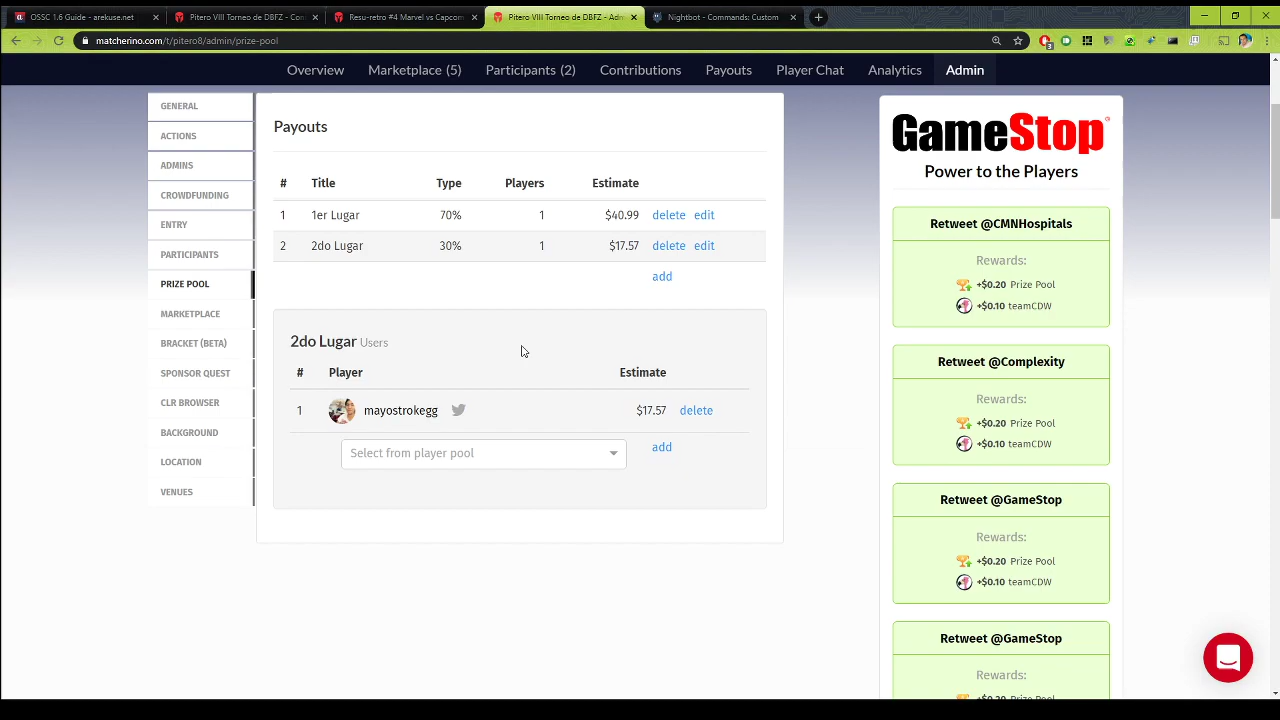 OSSC 1.6 Guide - arekuse.net
Pitero VIII Torneo de DBFZ - Con
Resu-retro #4 Marvel vs Capcom
Pitero VIII Torneo de DBFZ - Adm
Nightbot - Commands: Custom
matcherino.com/t/pitero8/admin/prize-pool
3
Overview
Marketplace (5)
Participants (2)
Contributions
Payouts
Player Chat
Analytics
Admin
GENERAL
ACTIONS
ADMINS
CROWDFUNDING
ENTRY
PARTICIPANTS
PRIZE POOL
MARKETPLACE
BRACKET (BETA)
SPONSOR QUEST
CLR BROWSER
BACKGROUND
LOCATION
VENUES
Payouts
# Title Type Players Estimate
1 1er Lugar 70% 1 $40.99 delete edit
2 2do Lugar 30% 1 $17.57 delete edit
add
2do Lugar Users
# Player Estimate
1 mayostrokegg $17.57 delete
Select from player pool add
GameStop
Power to the Players
Retweet @CMNHospitals
Rewards:
+$0.20 Prize Pool
+$0.10 teamCDW
Retweet @Complexity
Rewards:
+$0.20 Prize Pool
+$0.10 teamCDW
Retweet @GameStop
Rewards:
+$0.20 Prize Pool
+$0.10 teamCDW
Retweet @GameStop
Rewards:
+$0.20 Prize Pool